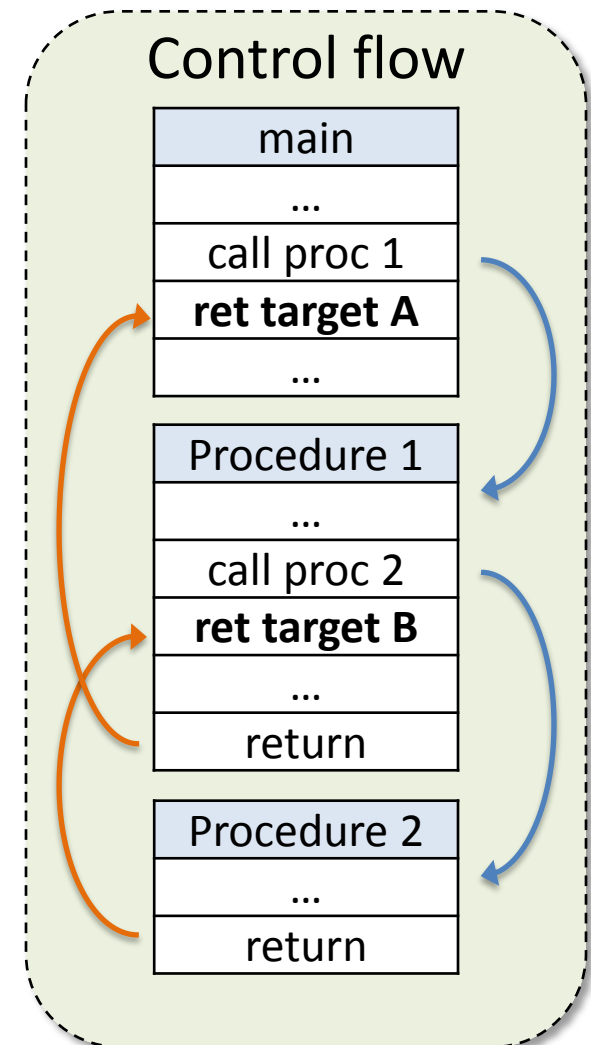 Control flow
main
...
call proc 1
ret target A
...
Procedure 1
...
call proc 2
ret target B
...
return
Procedure 2
...
return